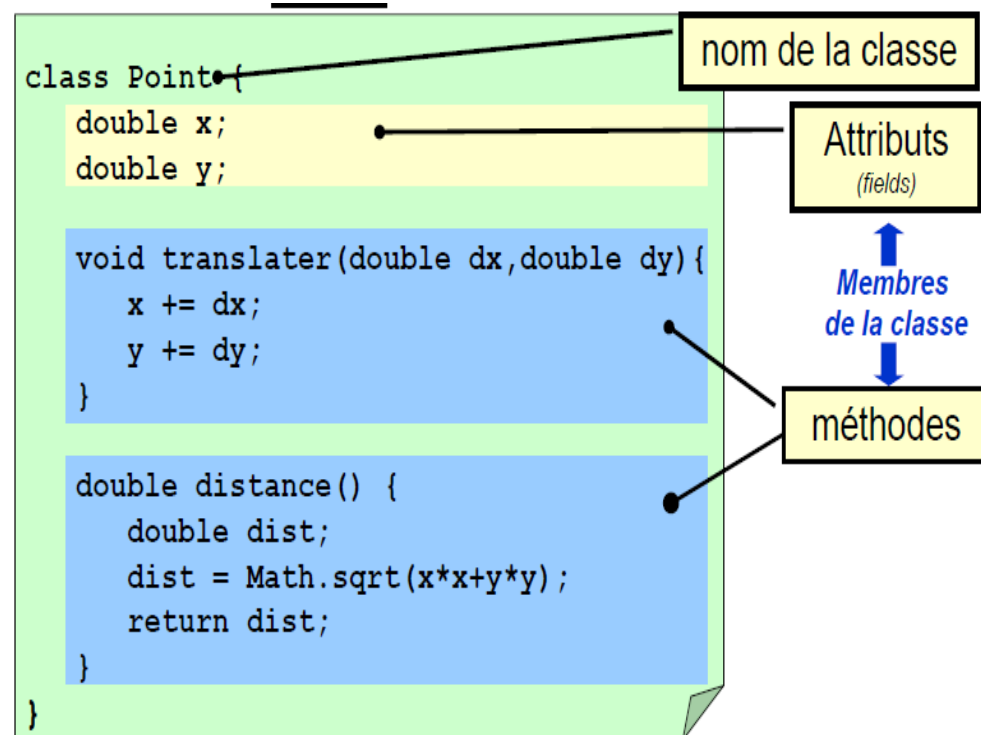 class Point {
double x;
double y;
void translater(double dx,double dy){
x += dx;
y += dy;
}
double distance() {
double dist;
dist = Math.sqrt(x*x+y*y);
return dist;
}
}
nom de la classe
Attributs
(fields)
Membres
de la classe
méthodes